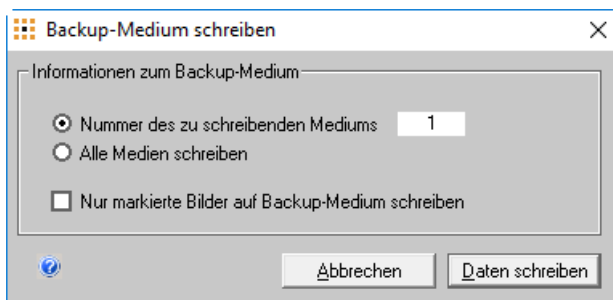 Backup-Medium schreiben
Informationen zum Backup-Medium
Nummer des zu schreibenden Mediums 1
Alle Medien schreiben
Nur markierte Bilder auf Backup-Medium schreiben
Abbrechen Daten schreiben